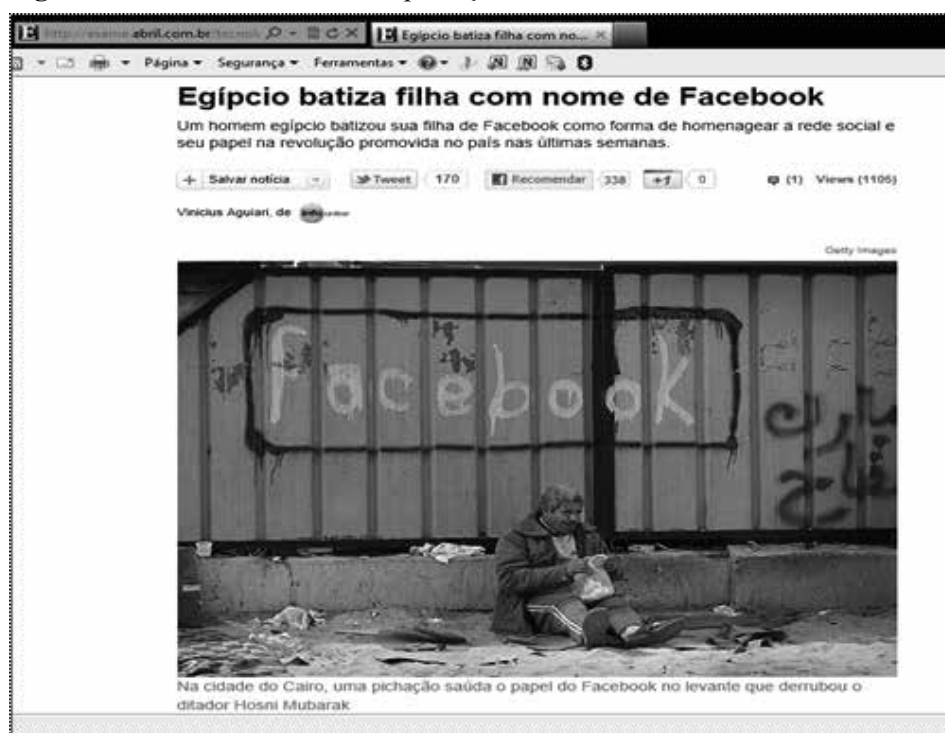 abril.com.br
Egípcio batiza filha com no...
Página Segurança Ferramentas
Egípcio batiza filha com nome de Facebook
Um homem egípcio batizou sua filha de Facebook como forma de homenagear a rede social e
seu papel na revolução promovida no país nas últimas semanas.
+ Salvar notícia Tweet 170 Recomendar 338 +1 0 (1) Views (1105)
Vinicius Aguiari, de
Getty Images
facebook
Na cidade do Cairo, uma pichação saúda o papel do Facebook no levante que derrubou o
ditador Hosni Mubarak